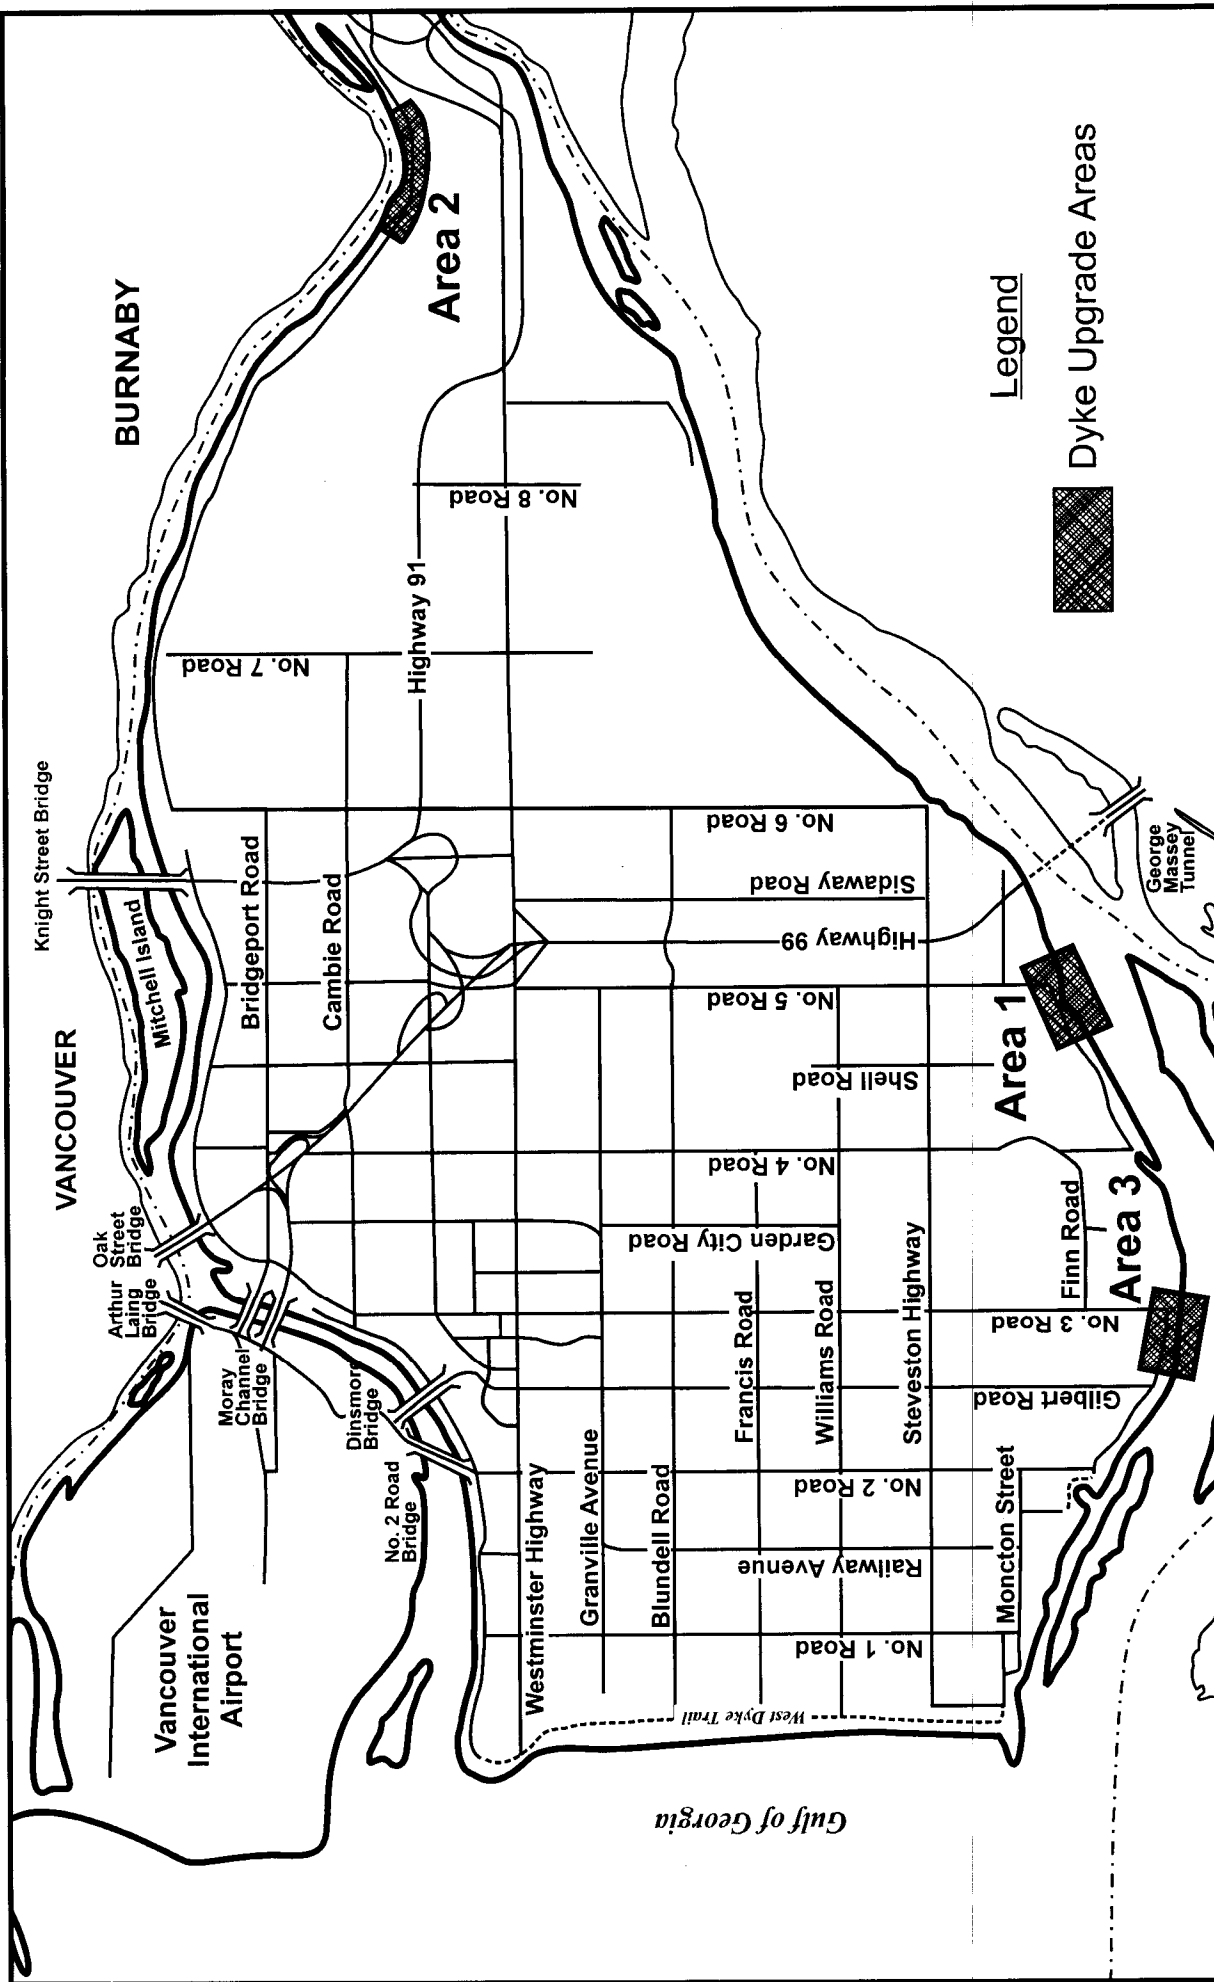 BURNABY
VANCOUVER
Knight Street Bridge
Mitchell Island
Oak
Street
Bridge
Arthur
Laing
Bridge
Moray
Channel
Bridge
Dinsmore
Bridge
No. 2 Road
Bridge
Vancouver
International
Airport
Bridgeport Road
Cambie Road
Highway 91
No. 7 Road
No. 8 Road
Area 2
Westminster Highway
Granville Avenue
Blundell Road
Francis Road
Williams Road
Steveston Highway
Moncton Street
Finn Road
No. 6 Road
Sidaway Road
Highway 99
No. 5 Road
Shell Road
No. 4 Road
Garden City Road
No. 3 Road
Gilbert Road
No. 2 Road
Railway Avenue
No. 1 Road
West Dyke Trail
Gulf of Georgia
Area 1
Area 3
George
Massey
Tunnel
Legend
Dyke Upgrade Areas